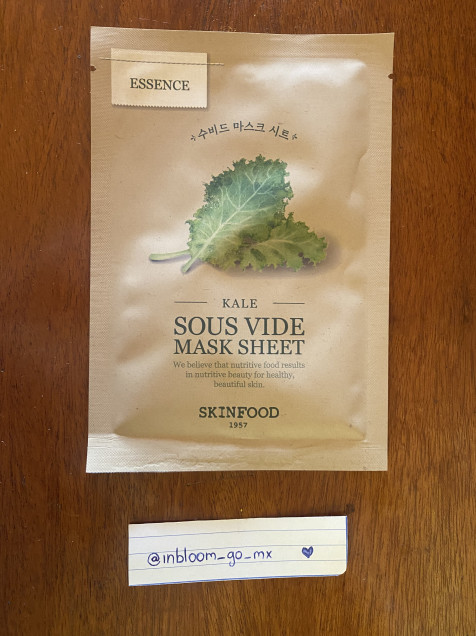 ESSENCE
수비드 마스크 시트
KALE
SOUS VIDE
MASK SHEET
We believe that nutritive food results
in nutritive beauty for healthy,
beautiful skin.
SKINFOOD
1957
@inbloom_go_mx